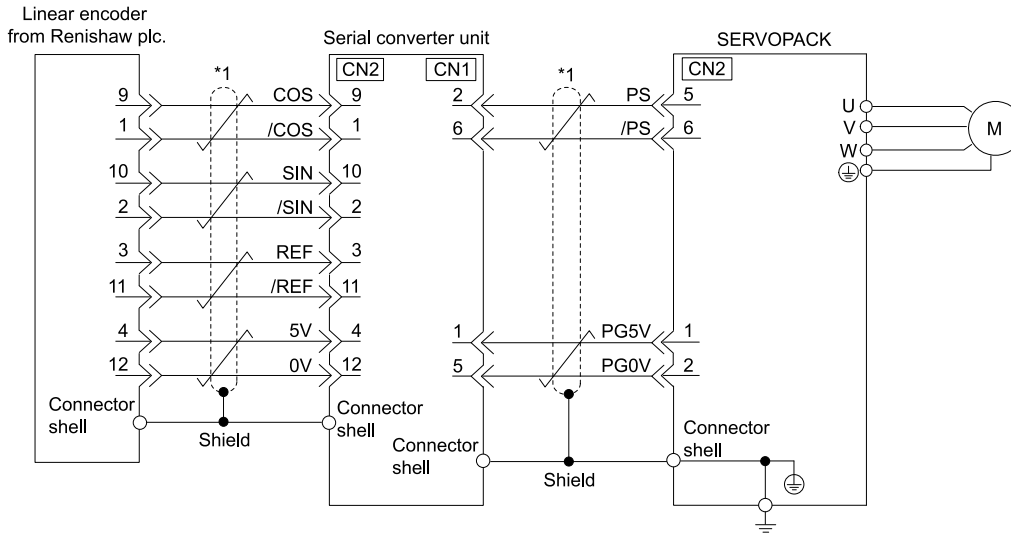 Linear encoder
from Renishaw plc.
Serial converter unit
SERVOPACK
*1
CN2
CN1
*1
CN2
9 COS 9
2 PS 5
1 /COS 1
6 /PS 6
U
V
W
M
10 SIN 10
2 /SIN 2
3 REF 3
11 /REF 11
4 5V 4
1 PG5V 1
12 0V 12
5 PG0V 2
Connector
shell
Shield
Connector
shell
Connector
shell
Shield
Connector
shell